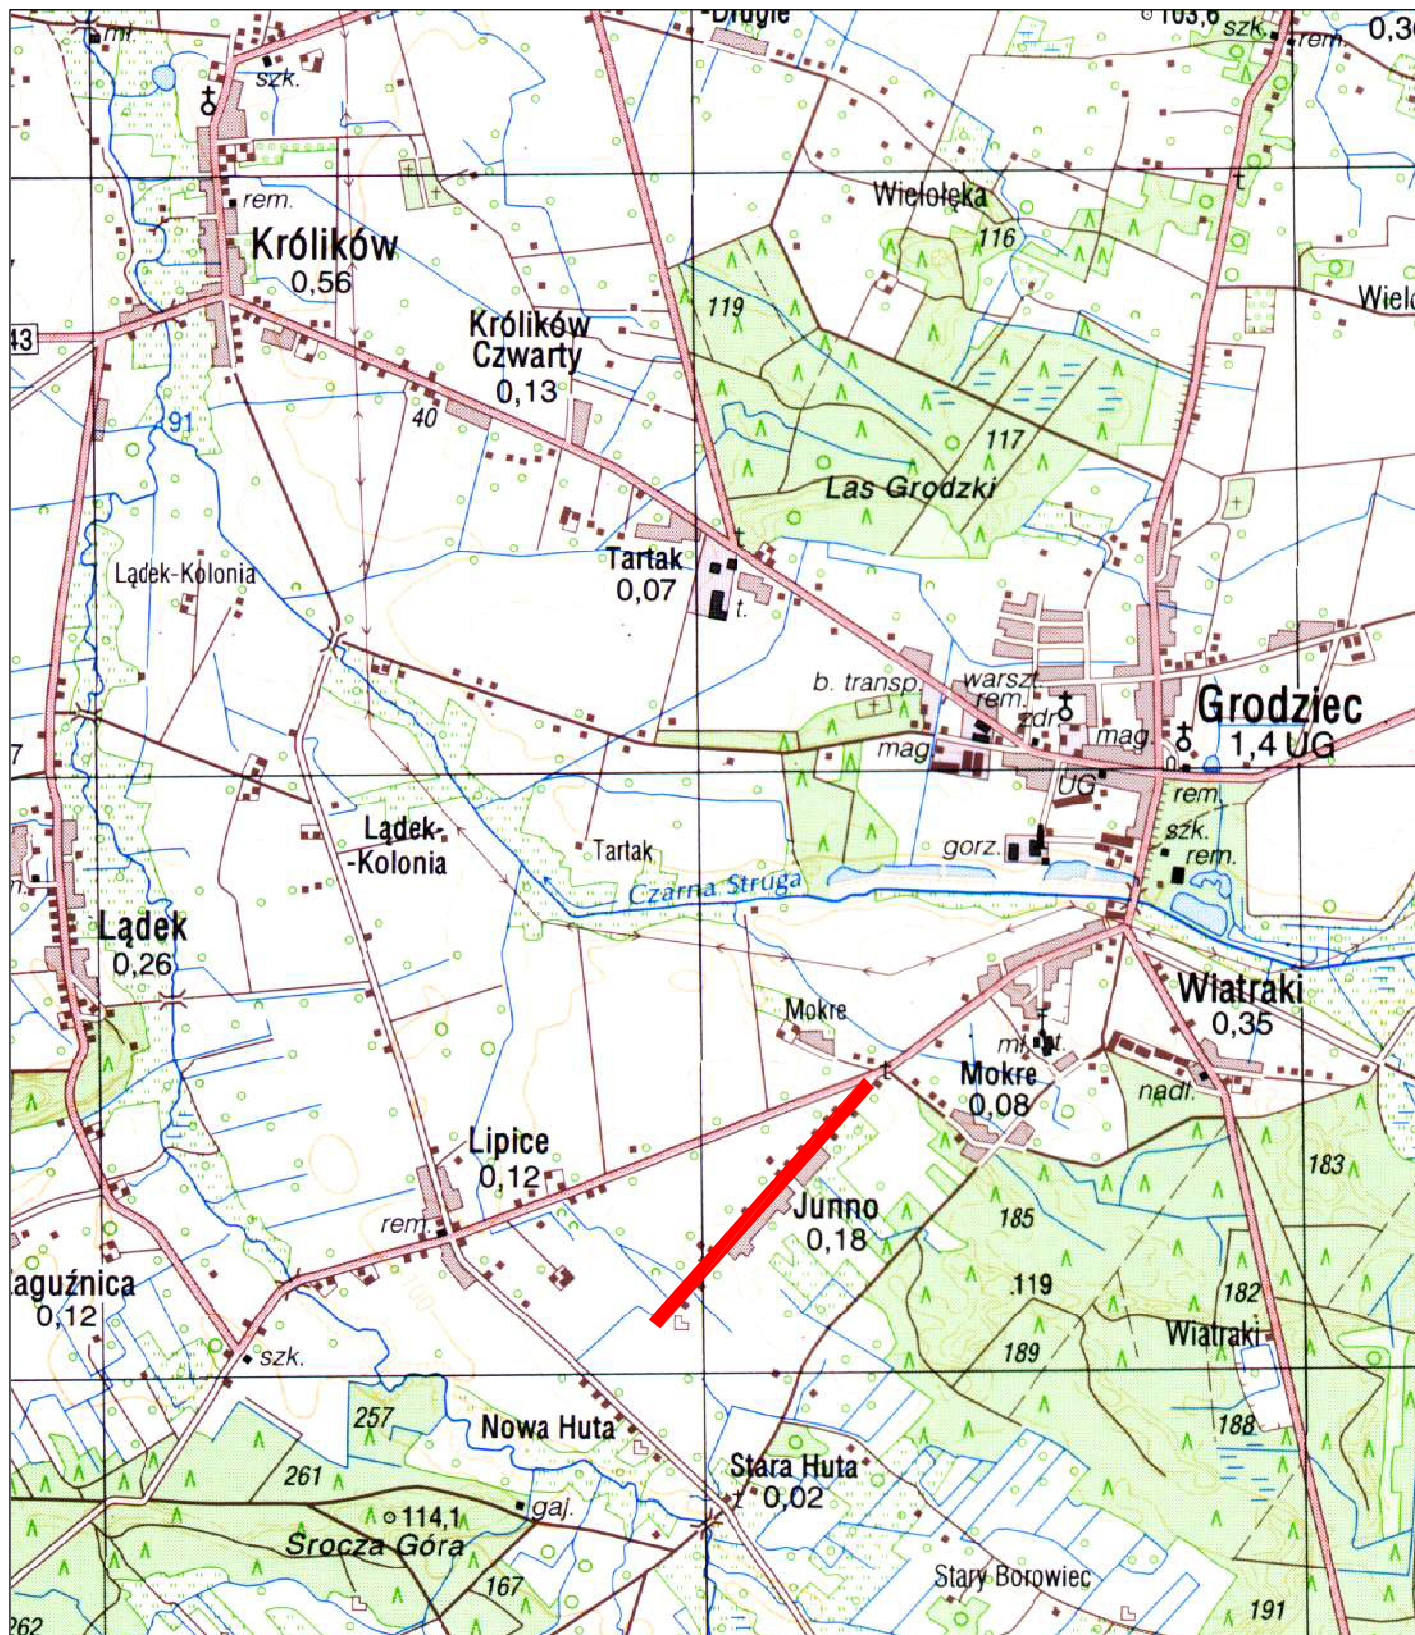 mł.
-Drugie
103,6
szk.
rem.
0,3
szk.
rem.
Wielołęka
116
Królików
0,56
119
Wielo
43
Królików
Czwarty
0,13
91
40
117
Las Grodzki
Tartak
0,07
t.
Lądek-Kolonia
b. transp.
warszt.
rem.
zdr.
mag.
mag.
Grodziec
1,4 UG
UG
rem.
7
Lądek-
-Kolonia
Tartak
gorz.
szk.
rem.
Czarna Struga
Lądek
0,26
Mokre
Wiatraki
0,35
mł.
t.
Mokre
0,08
nadl.
Lipice
0,12
rem.
183
Junno
0,18
185
.119
182
aguźnica
0,12
Wiatraki
189
szk.
257
Nowa Huta
188
261
Stara Huta
0,02
114,1
gaj.
Srocza Góra
167
Stary Borowiec
191
262